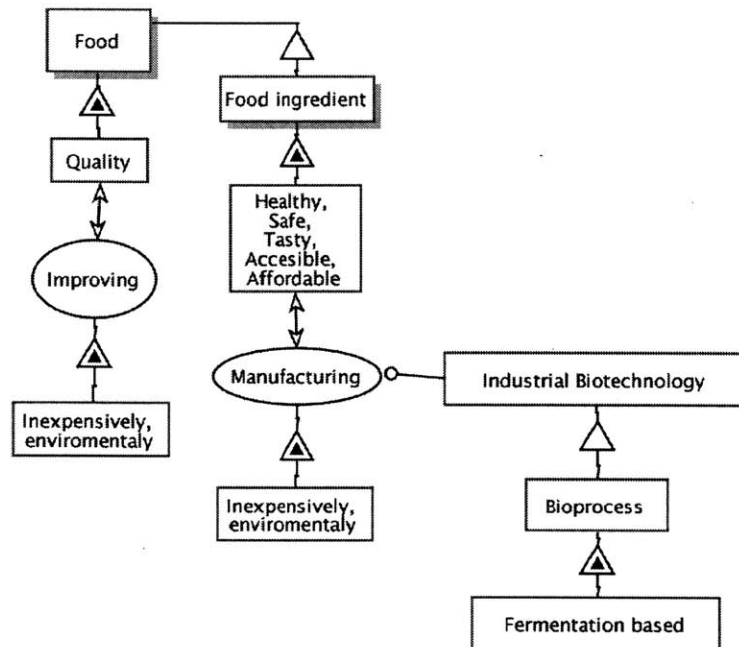 Food
Food ingredient
Quality
Healthy,
Safe,
Tasty,
Accesible,
Affordable
Improving
Manufacturing
Industrial Biotechnology
Inexpensively,
enviromentaly
Inexpensively,
enviromentaly
Bioprocess
Fermentation based